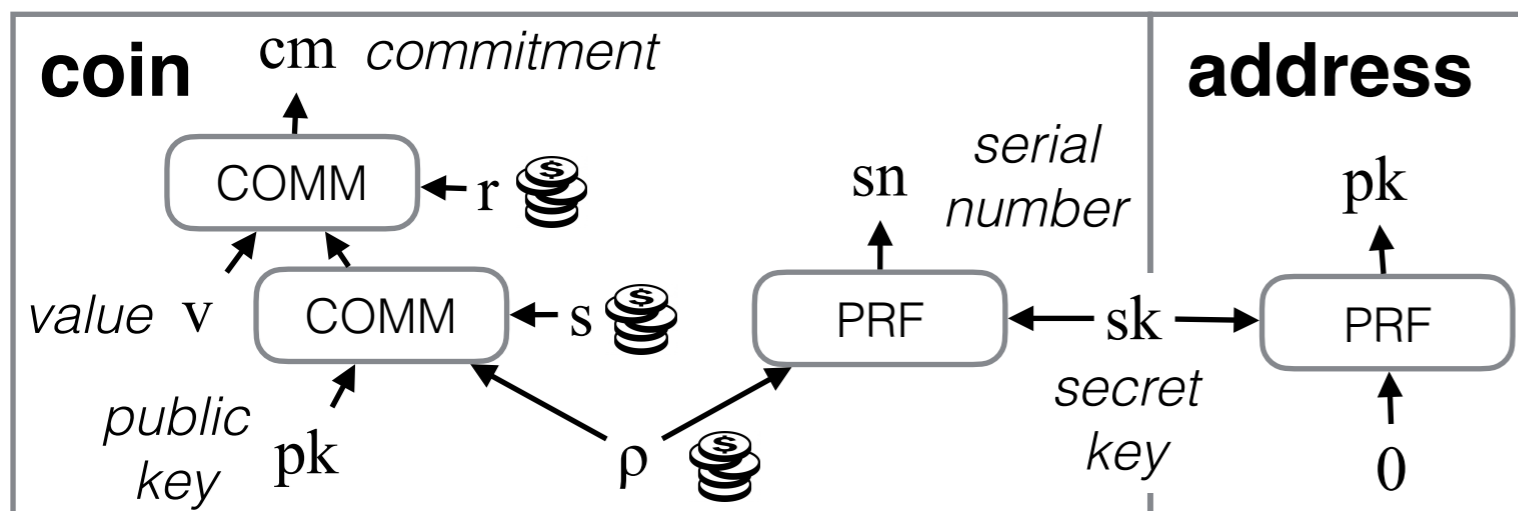 coin
cm commitment
COMM
r
$
value v
COMM
s
$
public
key
pk
ρ
$
sn
serial
number
PRF
sk
secret
key
address
pk
PRF
0